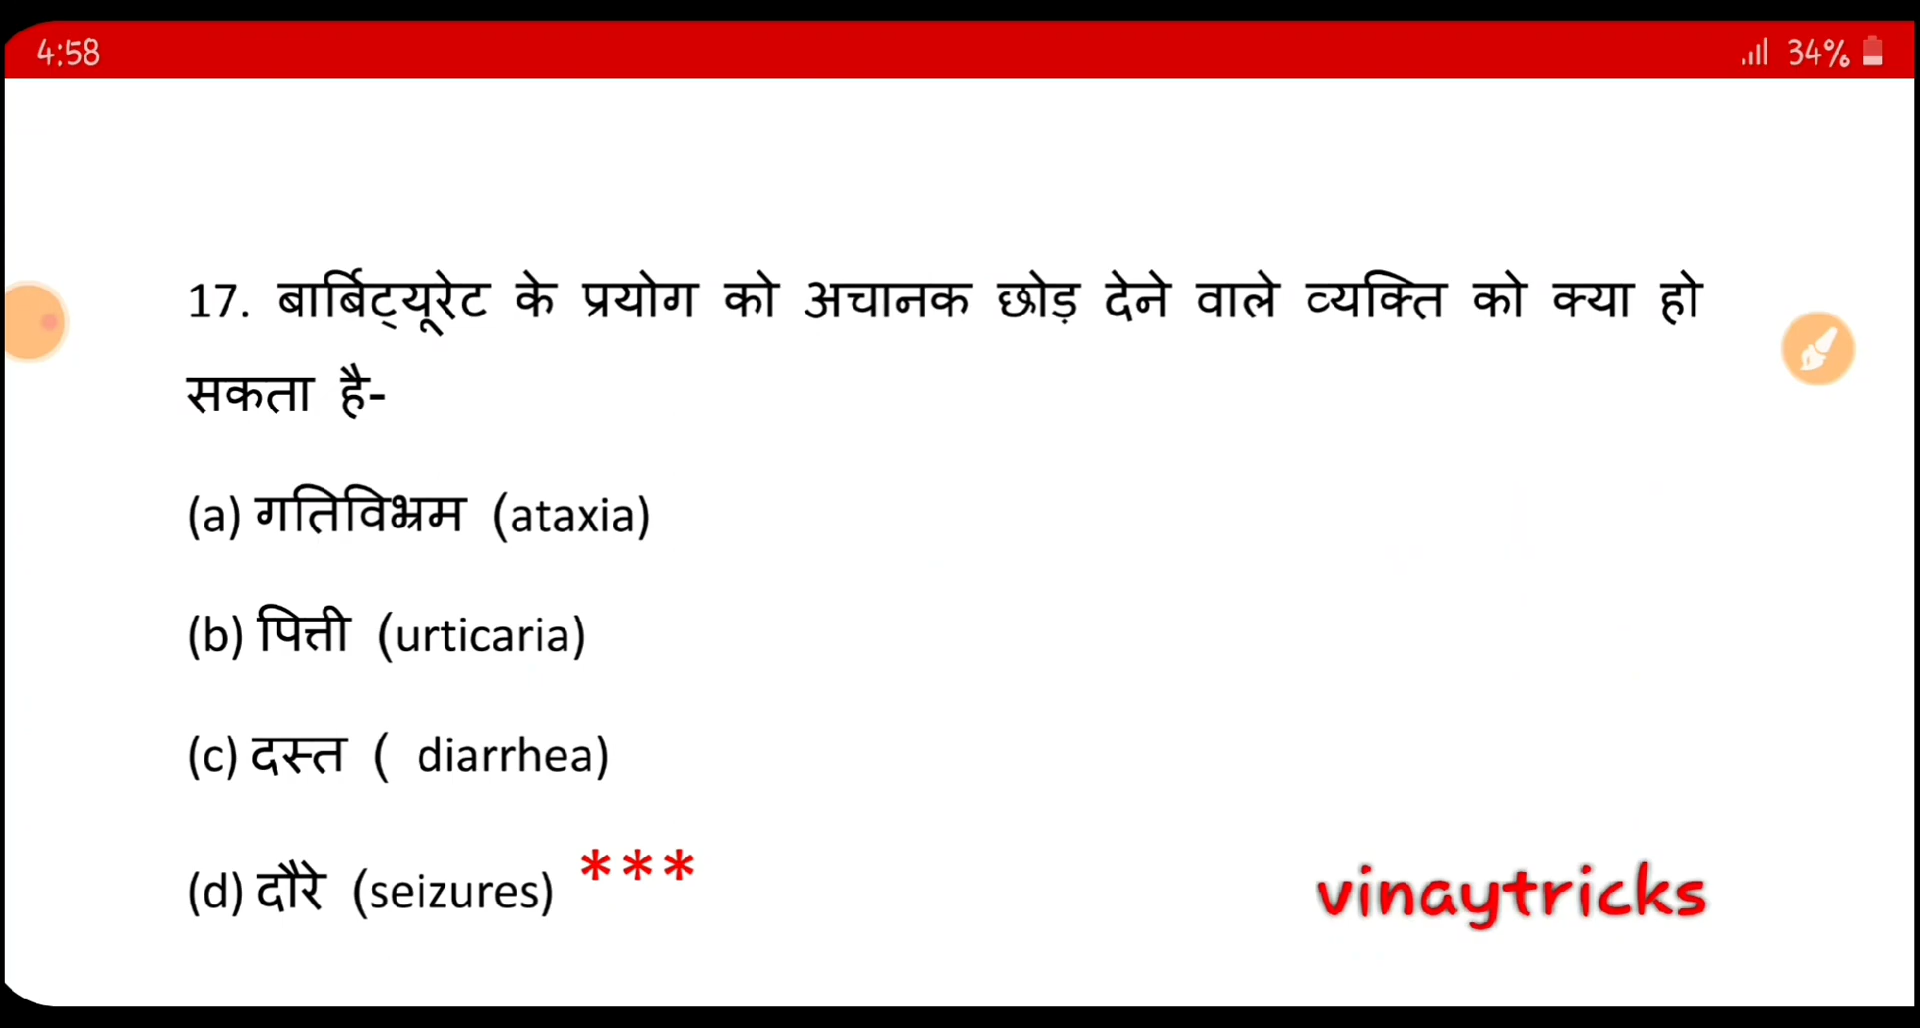 4:58
34%
17. बार्बिट्यूरेट के प्रयोग को अचानक छोड़ देने वाले व्यक्ति को क्या हो
सकता है-
(a) गतिविभ्रम (ataxia)
(b) पित्ती (urticaria)
(c) दस्त ( diarrhea)
(d) दौरे (seizures) ***
vinaytricks